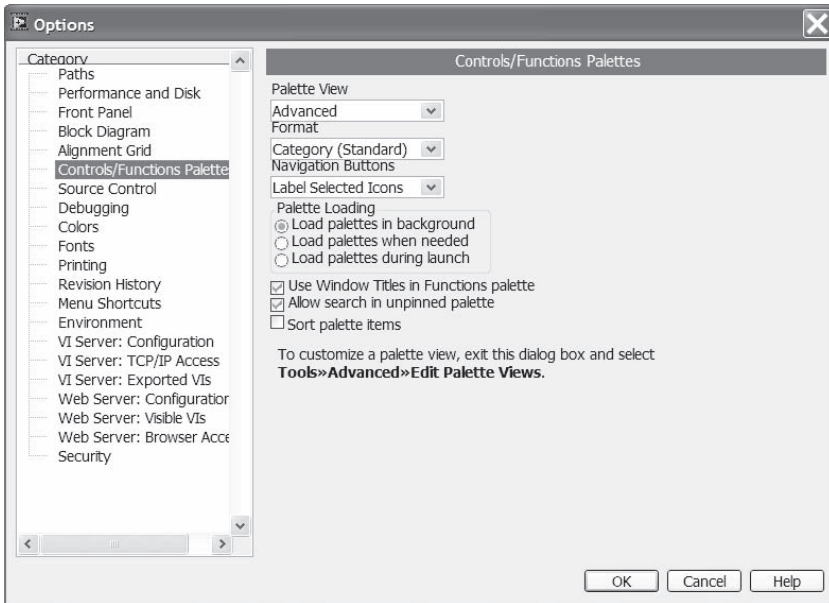 Options
Category
Paths
Performance and Disk
Front Panel
Block Diagram
Alignment Grid
Controls/Functions Palette
Source Control
Debugging
Colors
Fonts
Printing
Revision History
Menu Shortcuts
Environment
VI Server: Configuration
VI Server: TCP/IP Access
VI Server: Exported VIs
Web Server: Configuration
Web Server: Visible VIs
Web Server: Browser Acce
Security
Controls/Functions Palettes
Palette View
Advanced
Format
Category (Standard)
Navigation Buttons
Label Selected Icons
Palette Loading
Load palettes in background
Load palettes when needed
Load palettes during launch
Use Window Titles in Functions palette
Allow search in unpinned palette
Sort palette items
To customize a palette view, exit this dialog box and select
Tools»Advanced»Edit Palette Views.
OK Cancel Help